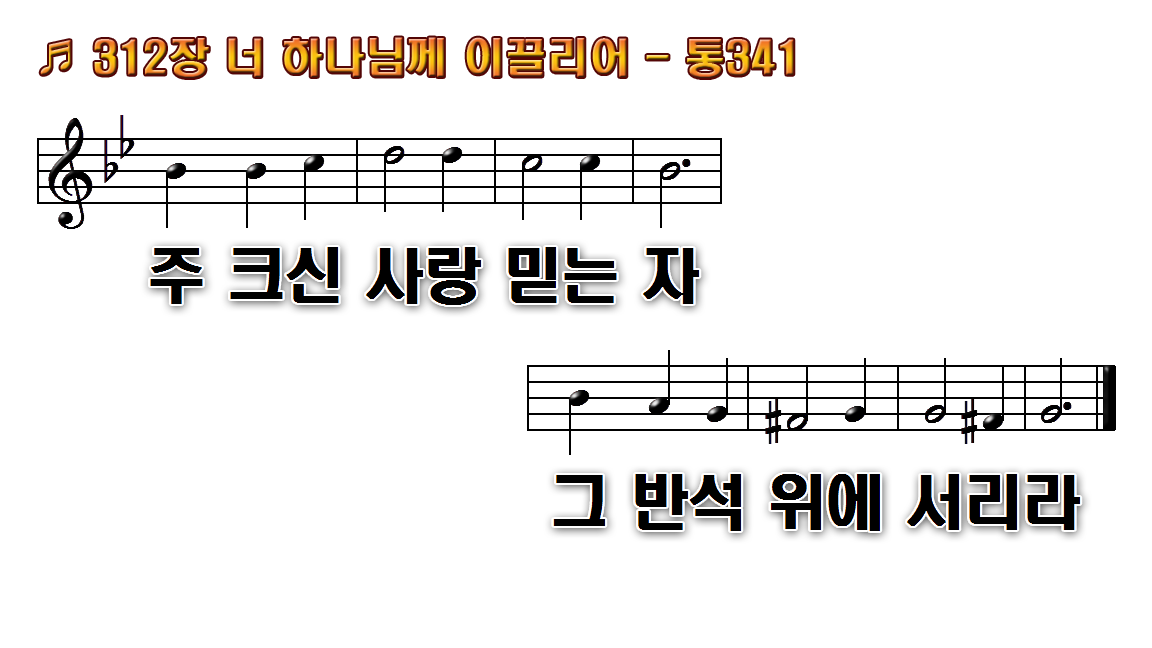 ♬ 312장 너 하나님께 이끌리어 - 통341
주 크신 사랑 믿는 자
그 반석 위에 서리라